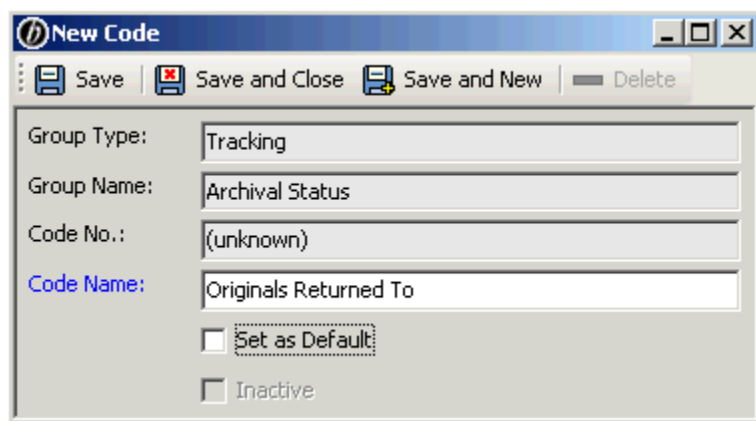 New Code
Save Save and Close Save and New Delete
Group Type: Tracking
Group Name: Archival Status
Code No.: (unknown)
Code Name: Originals Returned To
Set as Default
Inactive